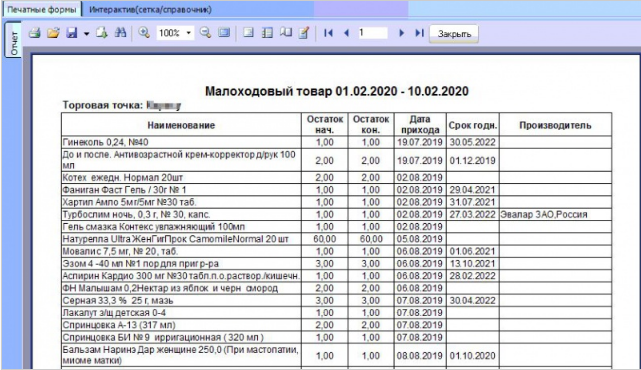 Печатные формы Интерактив(сетка/справочник)
Отчет
100% 1 Закрыть
Малоходовый товар 01.02.2020 - 10.02.2020
Торговая точка:
Наименование Остаток нач. Остаток кон. Дата прихода Срок годн. Производитель
Гинеколь 0,24, №40 1,00 1,00 19.07.2019 30.05.2022
До и после. Антивозрастной крем-корректор д/рук 100
мл 2,00 2,00 19.07.2019 01.12.2019
Котех ежедн. Нормал 20шт 2,00 2,00 02.08.2019
Фаниган Фаст Гель / 30г № 1 1,00 1,00 02.08.2019 29.04.2021
Хартил Амло 5мг/5мг №30 таб. 1,00 1,00 02.08.2019 31.07.2021
Турбослим ночь, 0,3 г, № 30, капс. 1,00 1,00 02.08.2019 27.03.2022 Эвалар ЗАО,Россия
Гель смазка Контекс увлажняющий 100мл 1,00 1,00 02.08.2019
Натурелла Ultra ЖенГигПрок CamomileNormal 20 шт 60,00 60,00 05.08.2019
Мовалис 7,5 мг, № 20, таб. 1,00 1,00 06.08.2019 01.06.2021
Эзом 4 -40 мл №1 пор для приг р-ра 3,00 3,00 06.08.2019 13.10.2021
Аспирин Кардио 300 мг №30 табл.п.о.раствор./кишечн. 1,00 1,00 06.08.2019 28.02.2022
ФН Малышам 0,2Нектар из яблок и черн смород 2,00 2,00 06.08.2019
Серная 33,3 % 25 г, мазь 3,00 3,00 07.08.2019 30.04.2022
Лакалут з/щ детская 0-4 1,00 1,00 07.08.2019
Спринцовка А-13 (317 мл) 2,00 2,00 07.08.2019
Спринцовка БИ № 9 ирригационная ( 320 мл ) 1,00 1,00 07.08.2019
Бальзам Наринэ Дар женщине 250,0 (При мастопатии,
миоме матки) 1,00 1,00 08.08.2019 01.10.2020